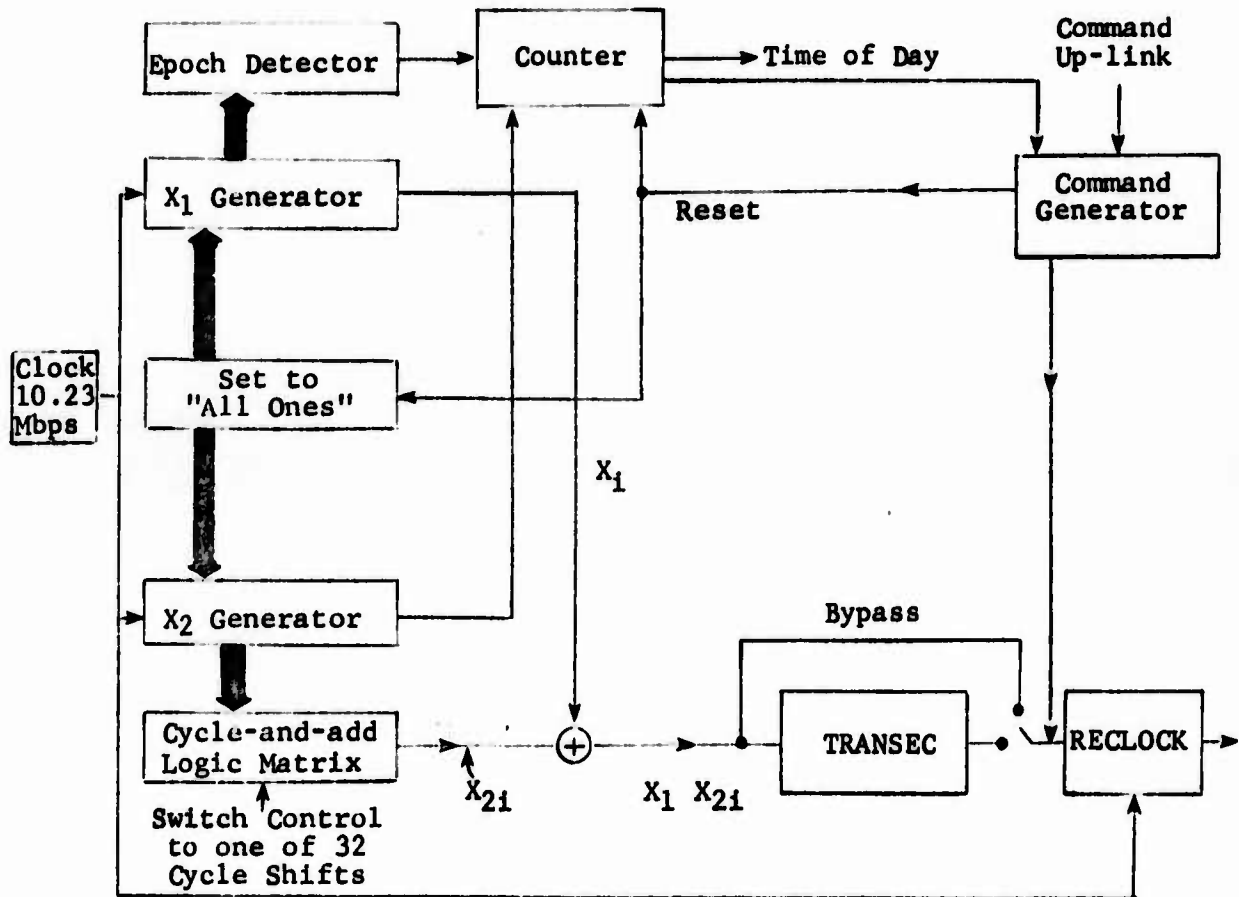 Epoch Detector
Counter
Time of Day
Command
Up-link
X1 Generator
Reset
Command
Generator
Clock
10.23
Mbps
Set to
"All Ones"
Xi
X2 Generator
Bypass
Cycle-and-add
Logic Matrix
X2i
+
X1 X2i
TRANSEC
RECLOCK
Switch Control
to one of 32
Cycle Shifts